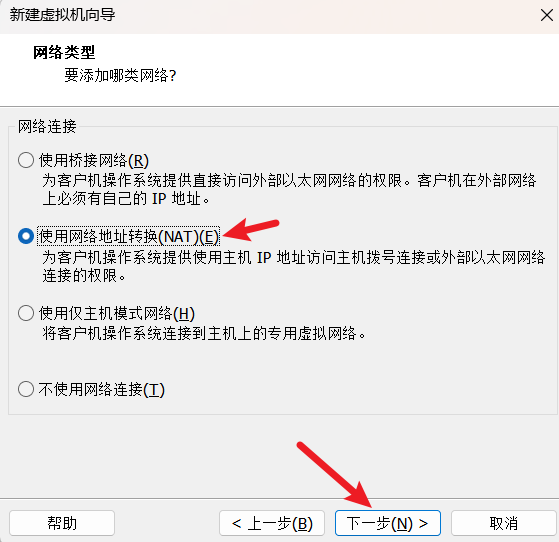 新建虚拟机向导
网络类型
要添加哪类网络?
网络连接
使用桥接网络(R)
为客户机操作系统提供直接访问外部以太网网络的权限。客户机在外部网络
上必须有自己的 IP 地址。
使用网络地址转换(NAT)(E)
为客户机操作系统提供使用主机 IP 地址访问主机拨号连接或外部以太网网络
连接的权限。
使用仅主机模式网络(H)
将客户机操作系统连接到主机上的专用虚拟网络。
不使用网络连接(T)
帮助
< 上一步(B)
下一步(N) >
取消